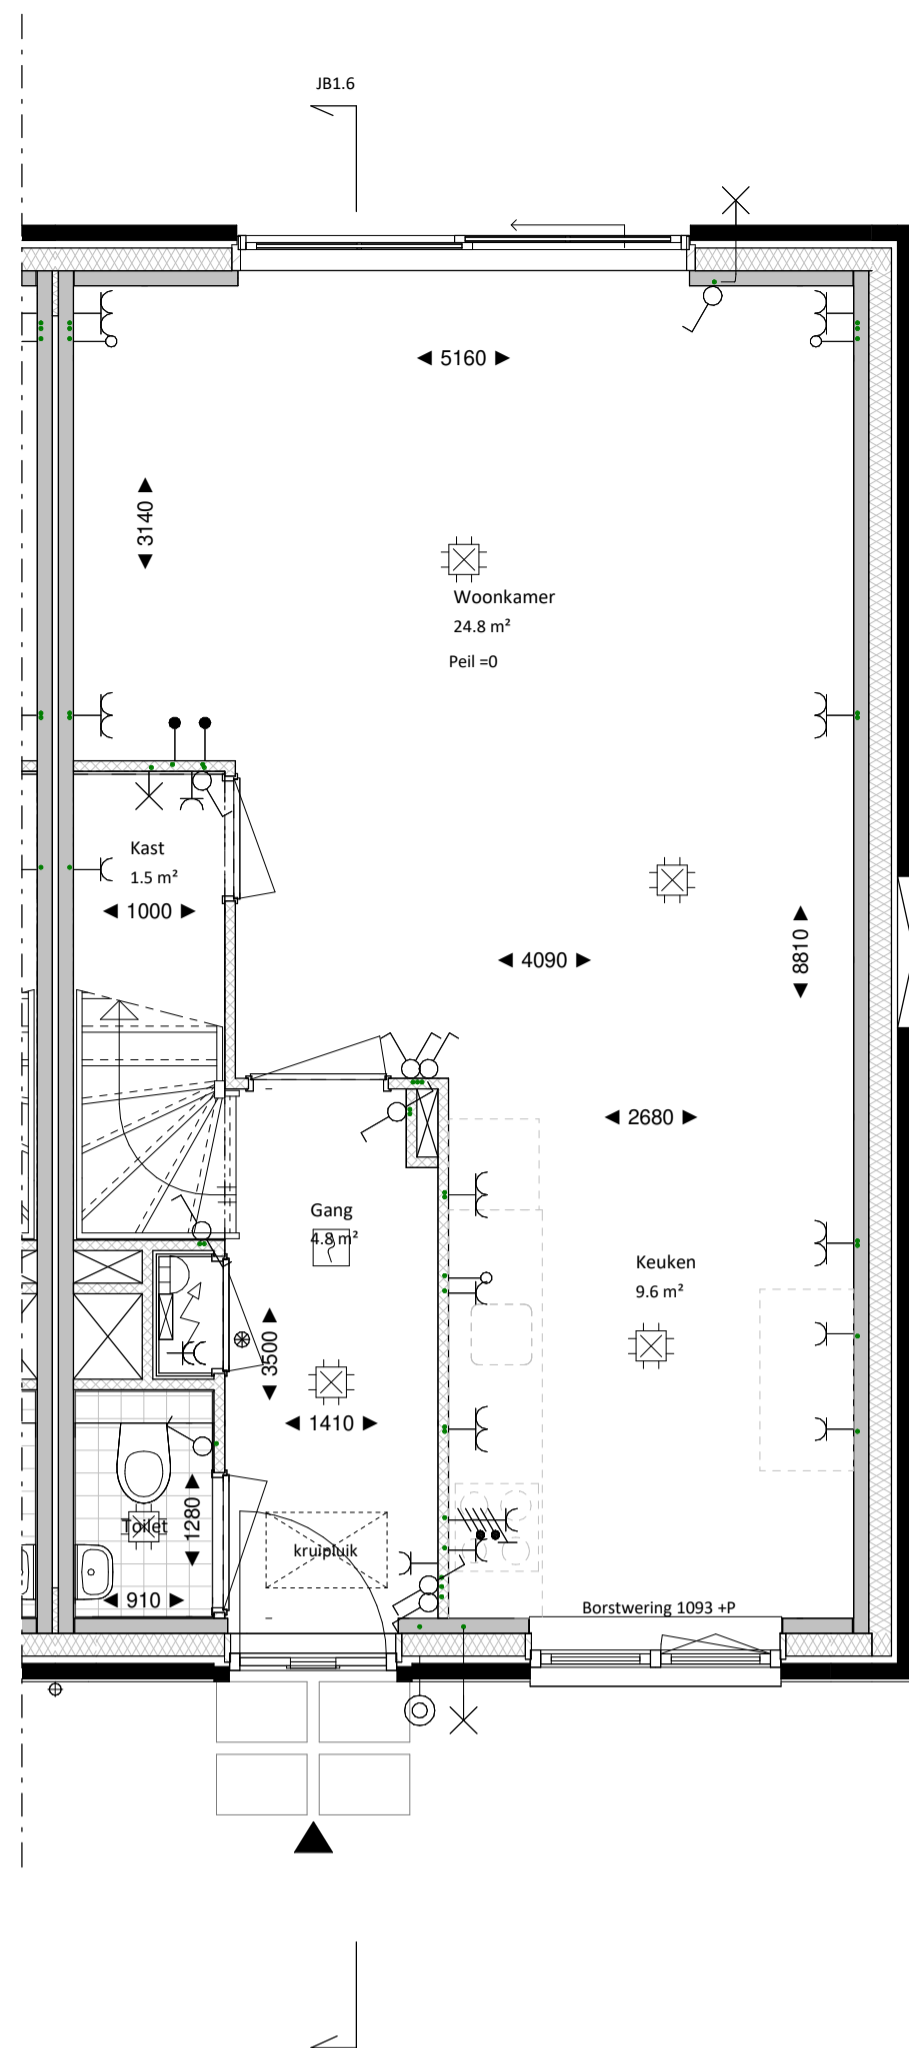 JB1.6
5160
3140
Woonkamer
24.8 m²
Peil =0
Kast
1.5 m²
1000
4090
8810
2680
Gang
4.8 m²
Keuken
9.6 m²
3500
1410
Toilet
1280
kruipluik
910
Borstwering 1093 +P